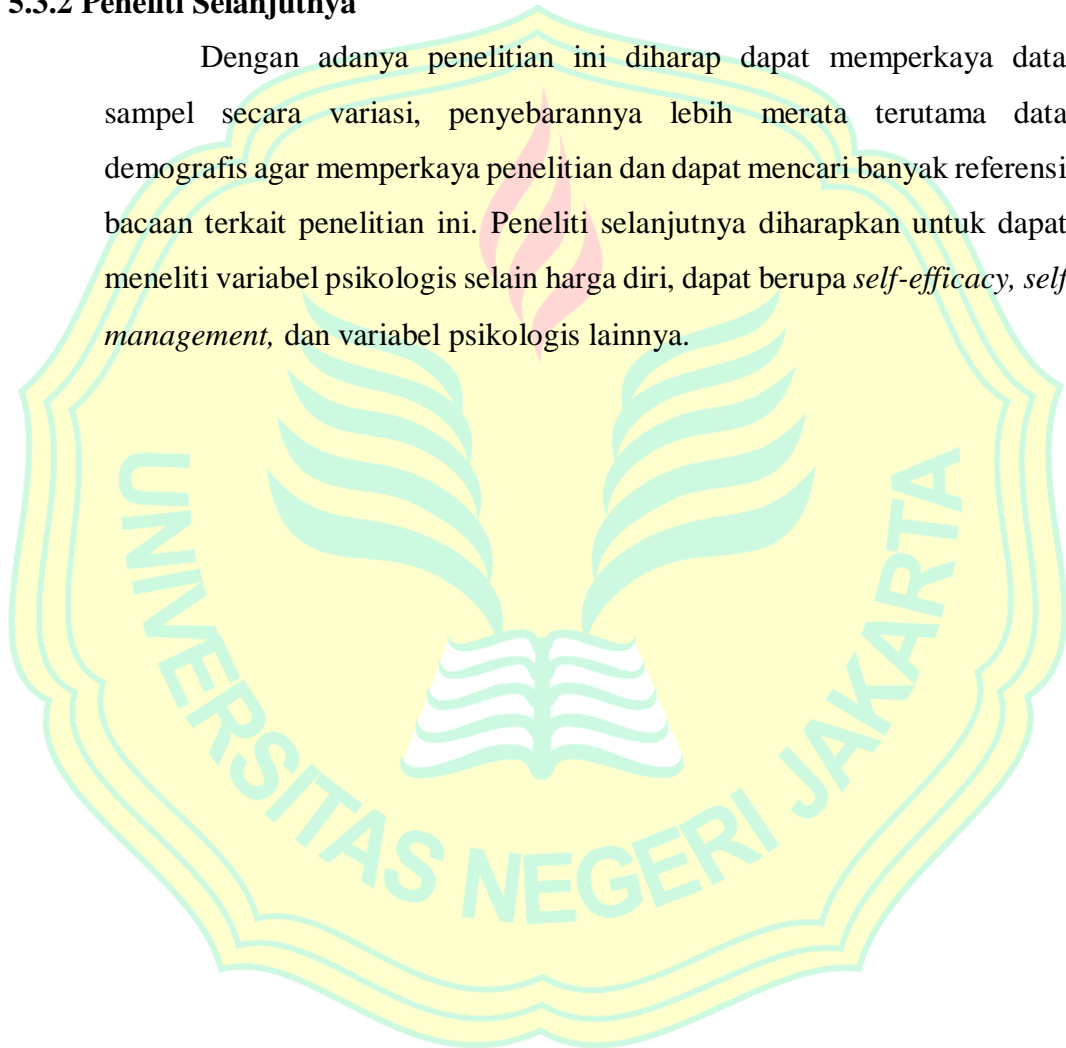 5.3.2 Peneliti Selanjutnya
Dengan adanya penelitian ini diharap dapat memperkaya data
sampel secara variasi, penyebarannya lebih merata terutama data
demografis agar memperkaya penelitian dan dapat mencari banyak referensi
bacaan terkait penelitian ini. Peneliti selanjutnya diharapkan untuk dapat
meneliti variabel psikologis selain harga diri, dapat berupa self-efficacy, self
management, dan variabel psikologis lainnya.
UNIVERSITAS NEGERI JAKARTA